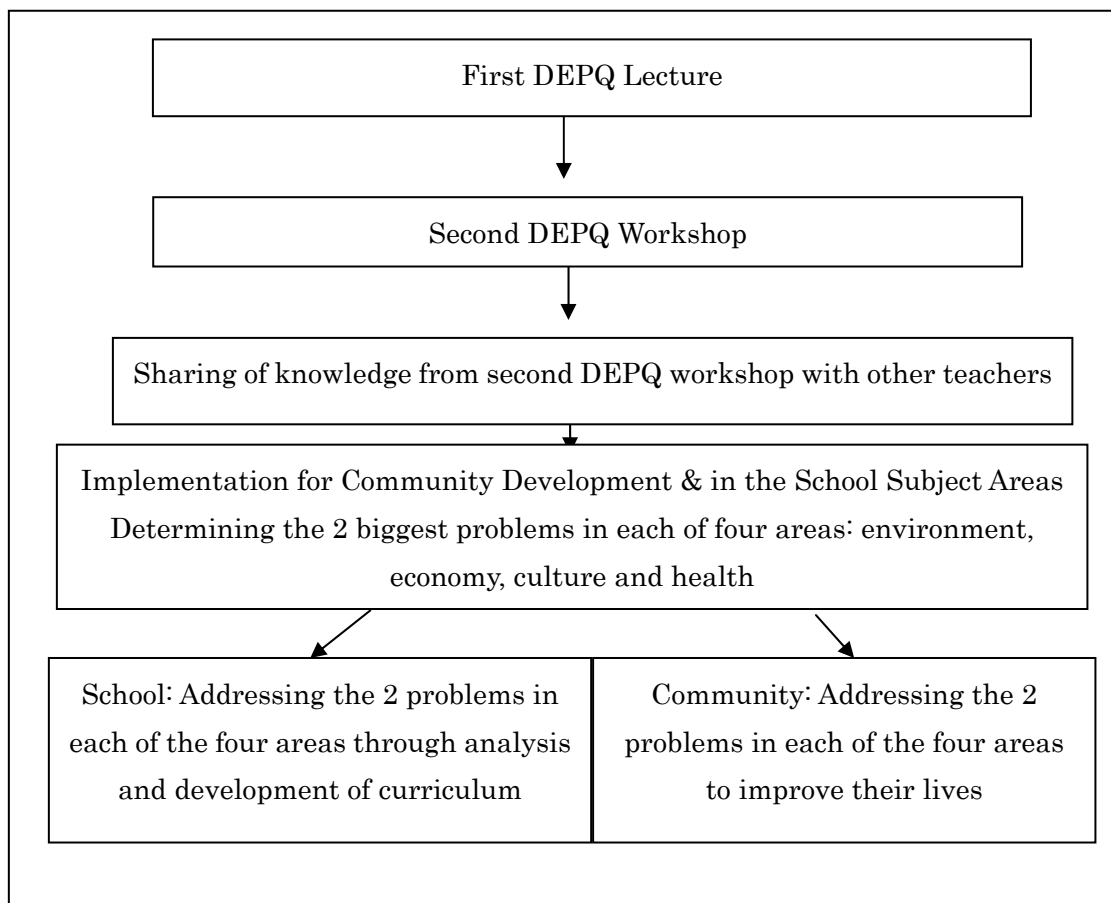 First DEPQ Lecture
Second DEPQ Workshop
Sharing of knowledge from second DEPQ workshop with other teachers
Implementation for Community Development & in the School Subject Areas
Determining the 2 biggest problems in each of four areas: environment,
economy, culture and health
School: Addressing the 2 problems in
each of the four areas through analysis
and development of curriculum
Community: Addressing the 2
problems in each of the four areas
to improve their lives